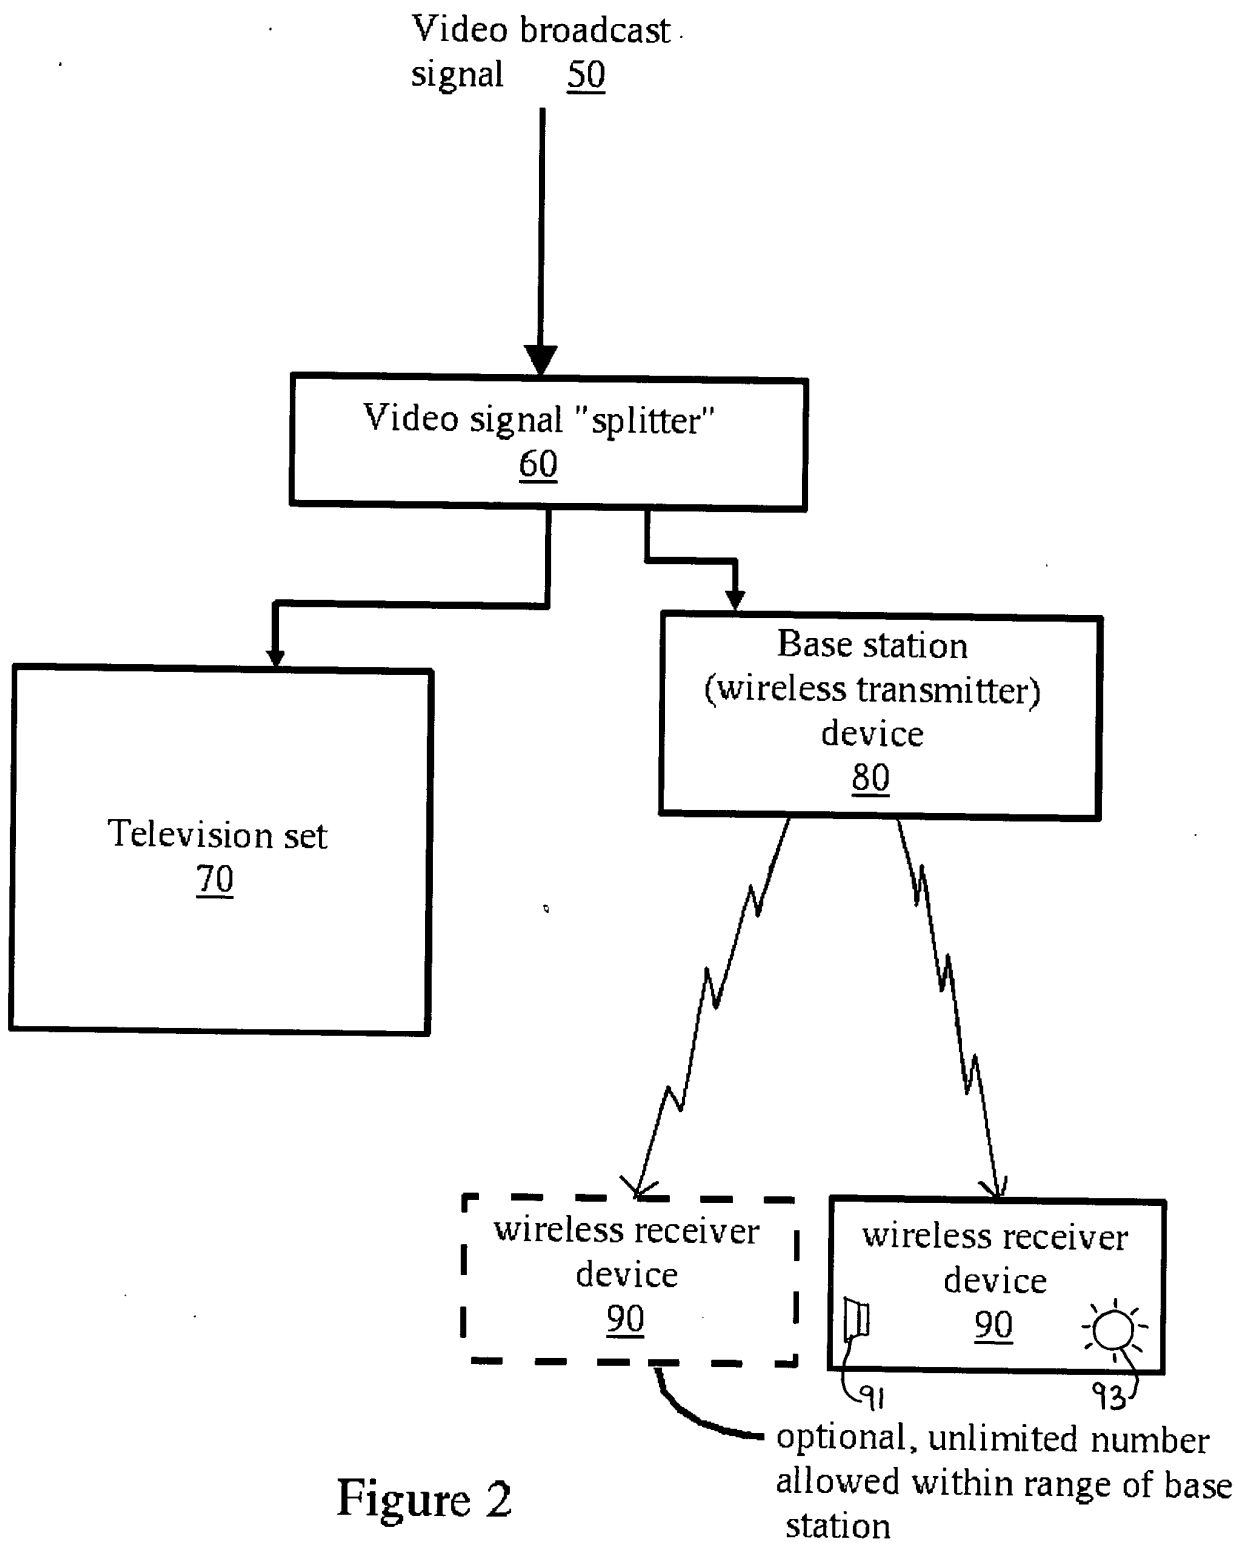 Video broadcast
signal 50
Video signal "splitter"
60
Base station
(wireless transmitter)
device
80
Television set
70
wireless receiver
device
90
wireless receiver
device
90
91
93
optional, unlimited number
allowed within range of base
station
Figure 2